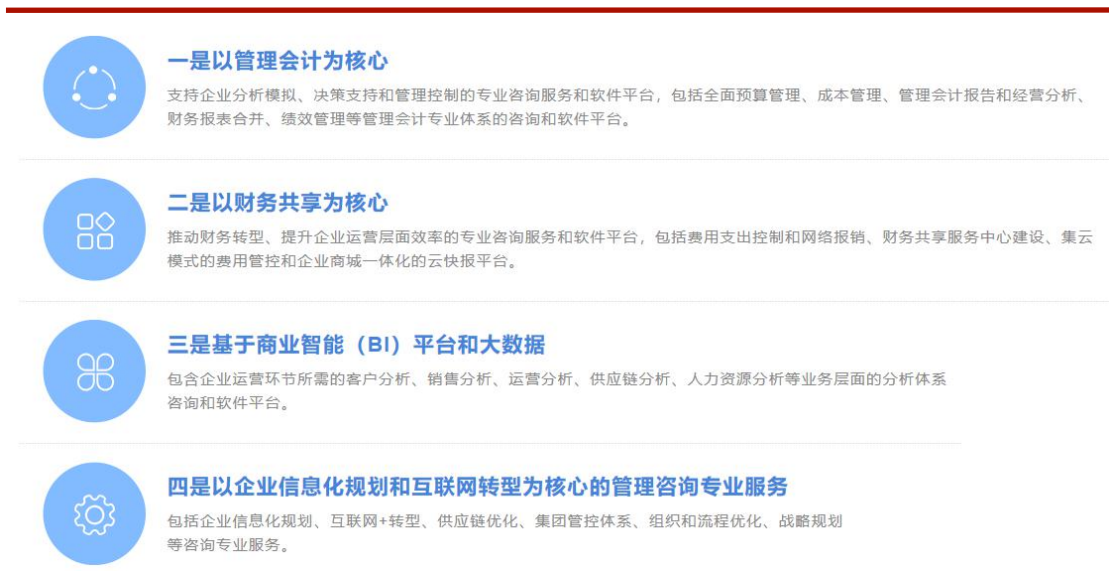 一是以管理会计为核心
支持企业分析模拟、决策支持和管理控制的专业咨询服务和软件平台，包括全面预算管理、成本管理、管理会计报告和经营分析、
财务报表合并、绩效管理等管理会计专业体系的咨询和软件平台。
二是以财务共享为核心
推动财务转型、提升企业运营层面效率的专业咨询服务和软件平台，包括费用支出控制和网络报销、财务共享服务中心建设、集云
模式的费用管控和企业商城一体化的云快报平台。
三是基于商业智能（BI）平台和大数据
包含企业运营环节所需的客户分析、销售分析、运营分析、供应链分析、人力资源分析等业务层面的分析体系
咨询和软件平台。
四是以企业信息化规划和互联网转型为核心的管理咨询专业服务
包括企业信息化规划、互联网+转型、供应链优化、集团管控体系、组织和流程优化、战略规划
等咨询专业服务。